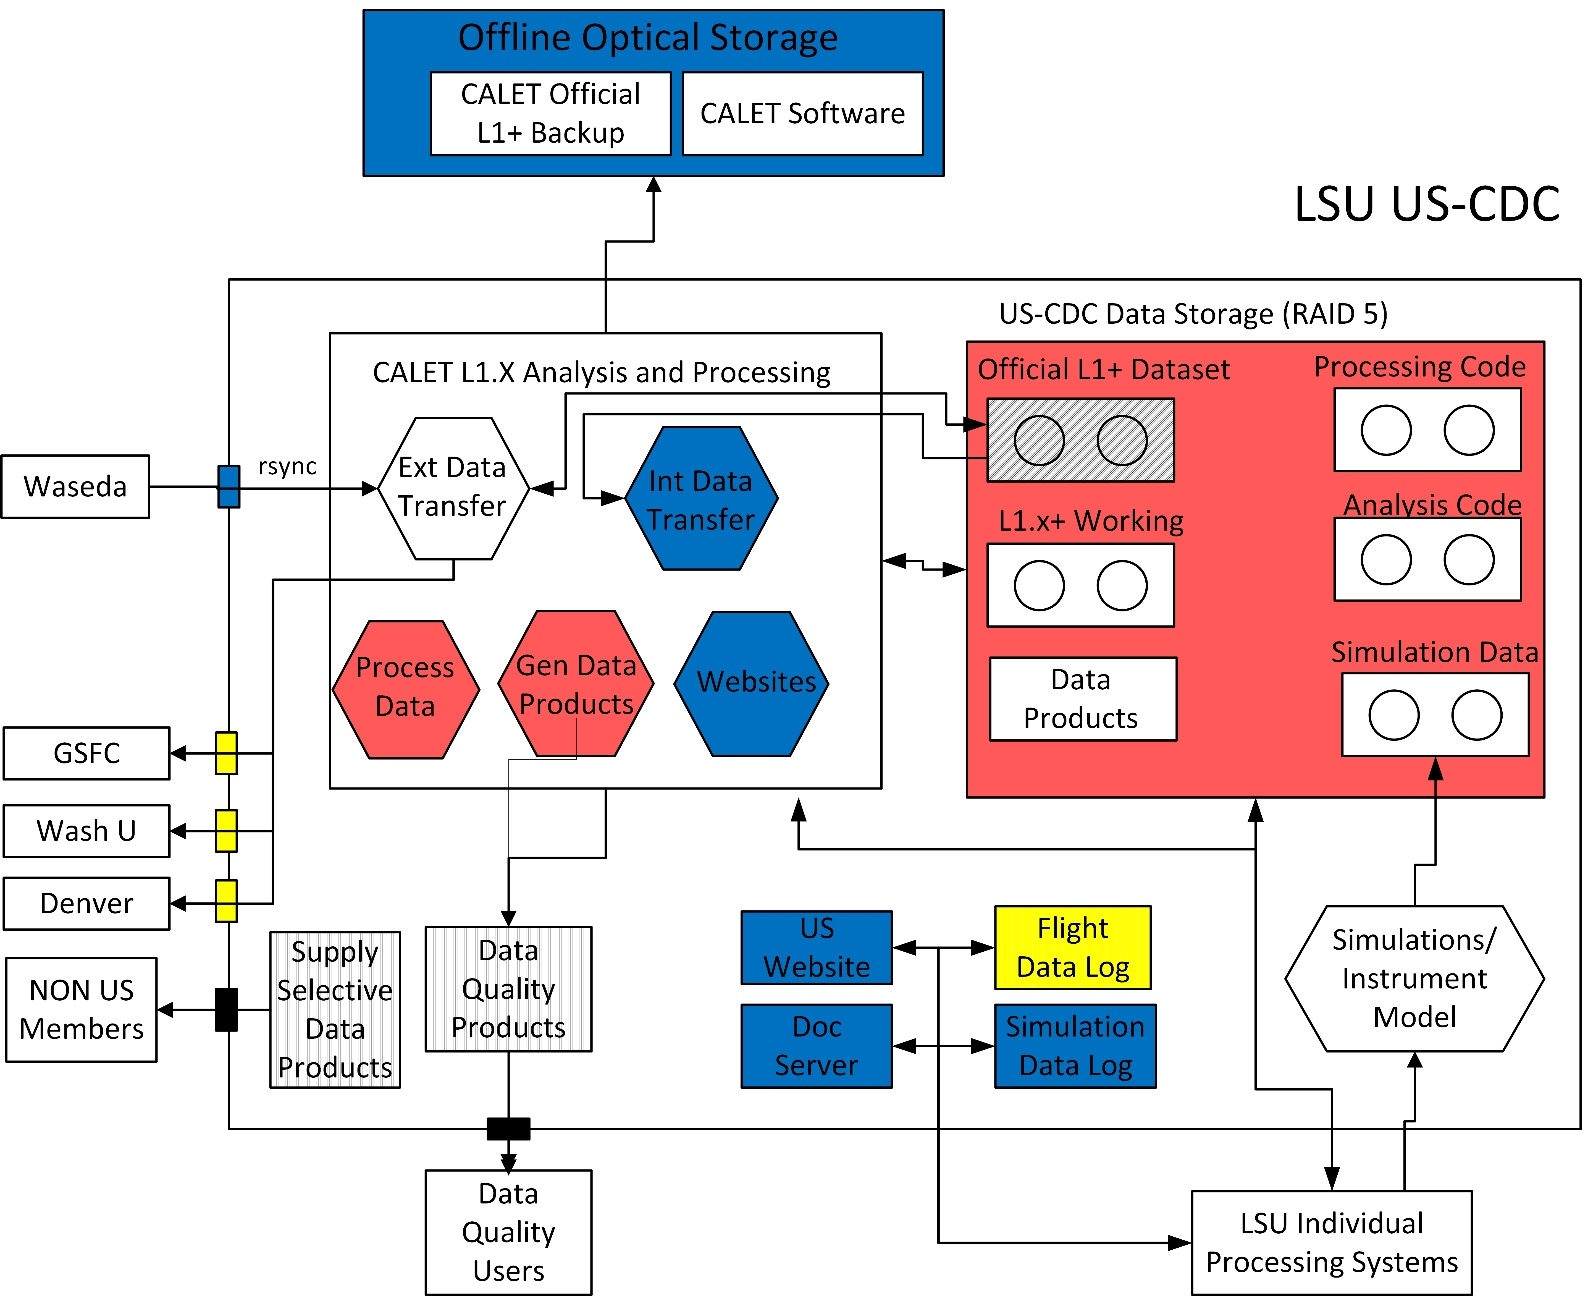 Offline Optical Storage
CALET Official
L1+ Backup
CALET Software
LSU US-CDC
US-CDC Data Storage (RAID 5)
CALET L1.X Analysis and Processing
Official L1+ Dataset
Processing Code
Waseda
rsync
Ext Data
Transfer
Int Data
Transfer
L1.x+ Working
Analysis Code
Process
Data
Gen Data
Products
Websites
Data
Products
Simulation Data
GSFC
Wash U
Denver
NON US
Members
Supply
Selective
Data
Products
Data
Quality
Products
US
Website
Flight
Data Log
Doc
Server
Simulation
Data Log
Simulations/
Instrument
Model
Data
Quality
Users
LSU Individual
Processing Systems